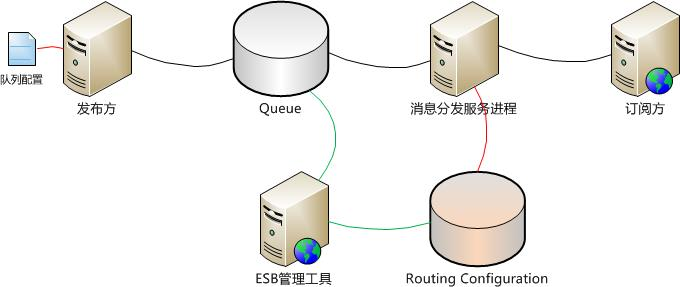 队列配置
发布方
Queue
消息分发服务进程
订阅方
ESB管理工具
Routing Configuration